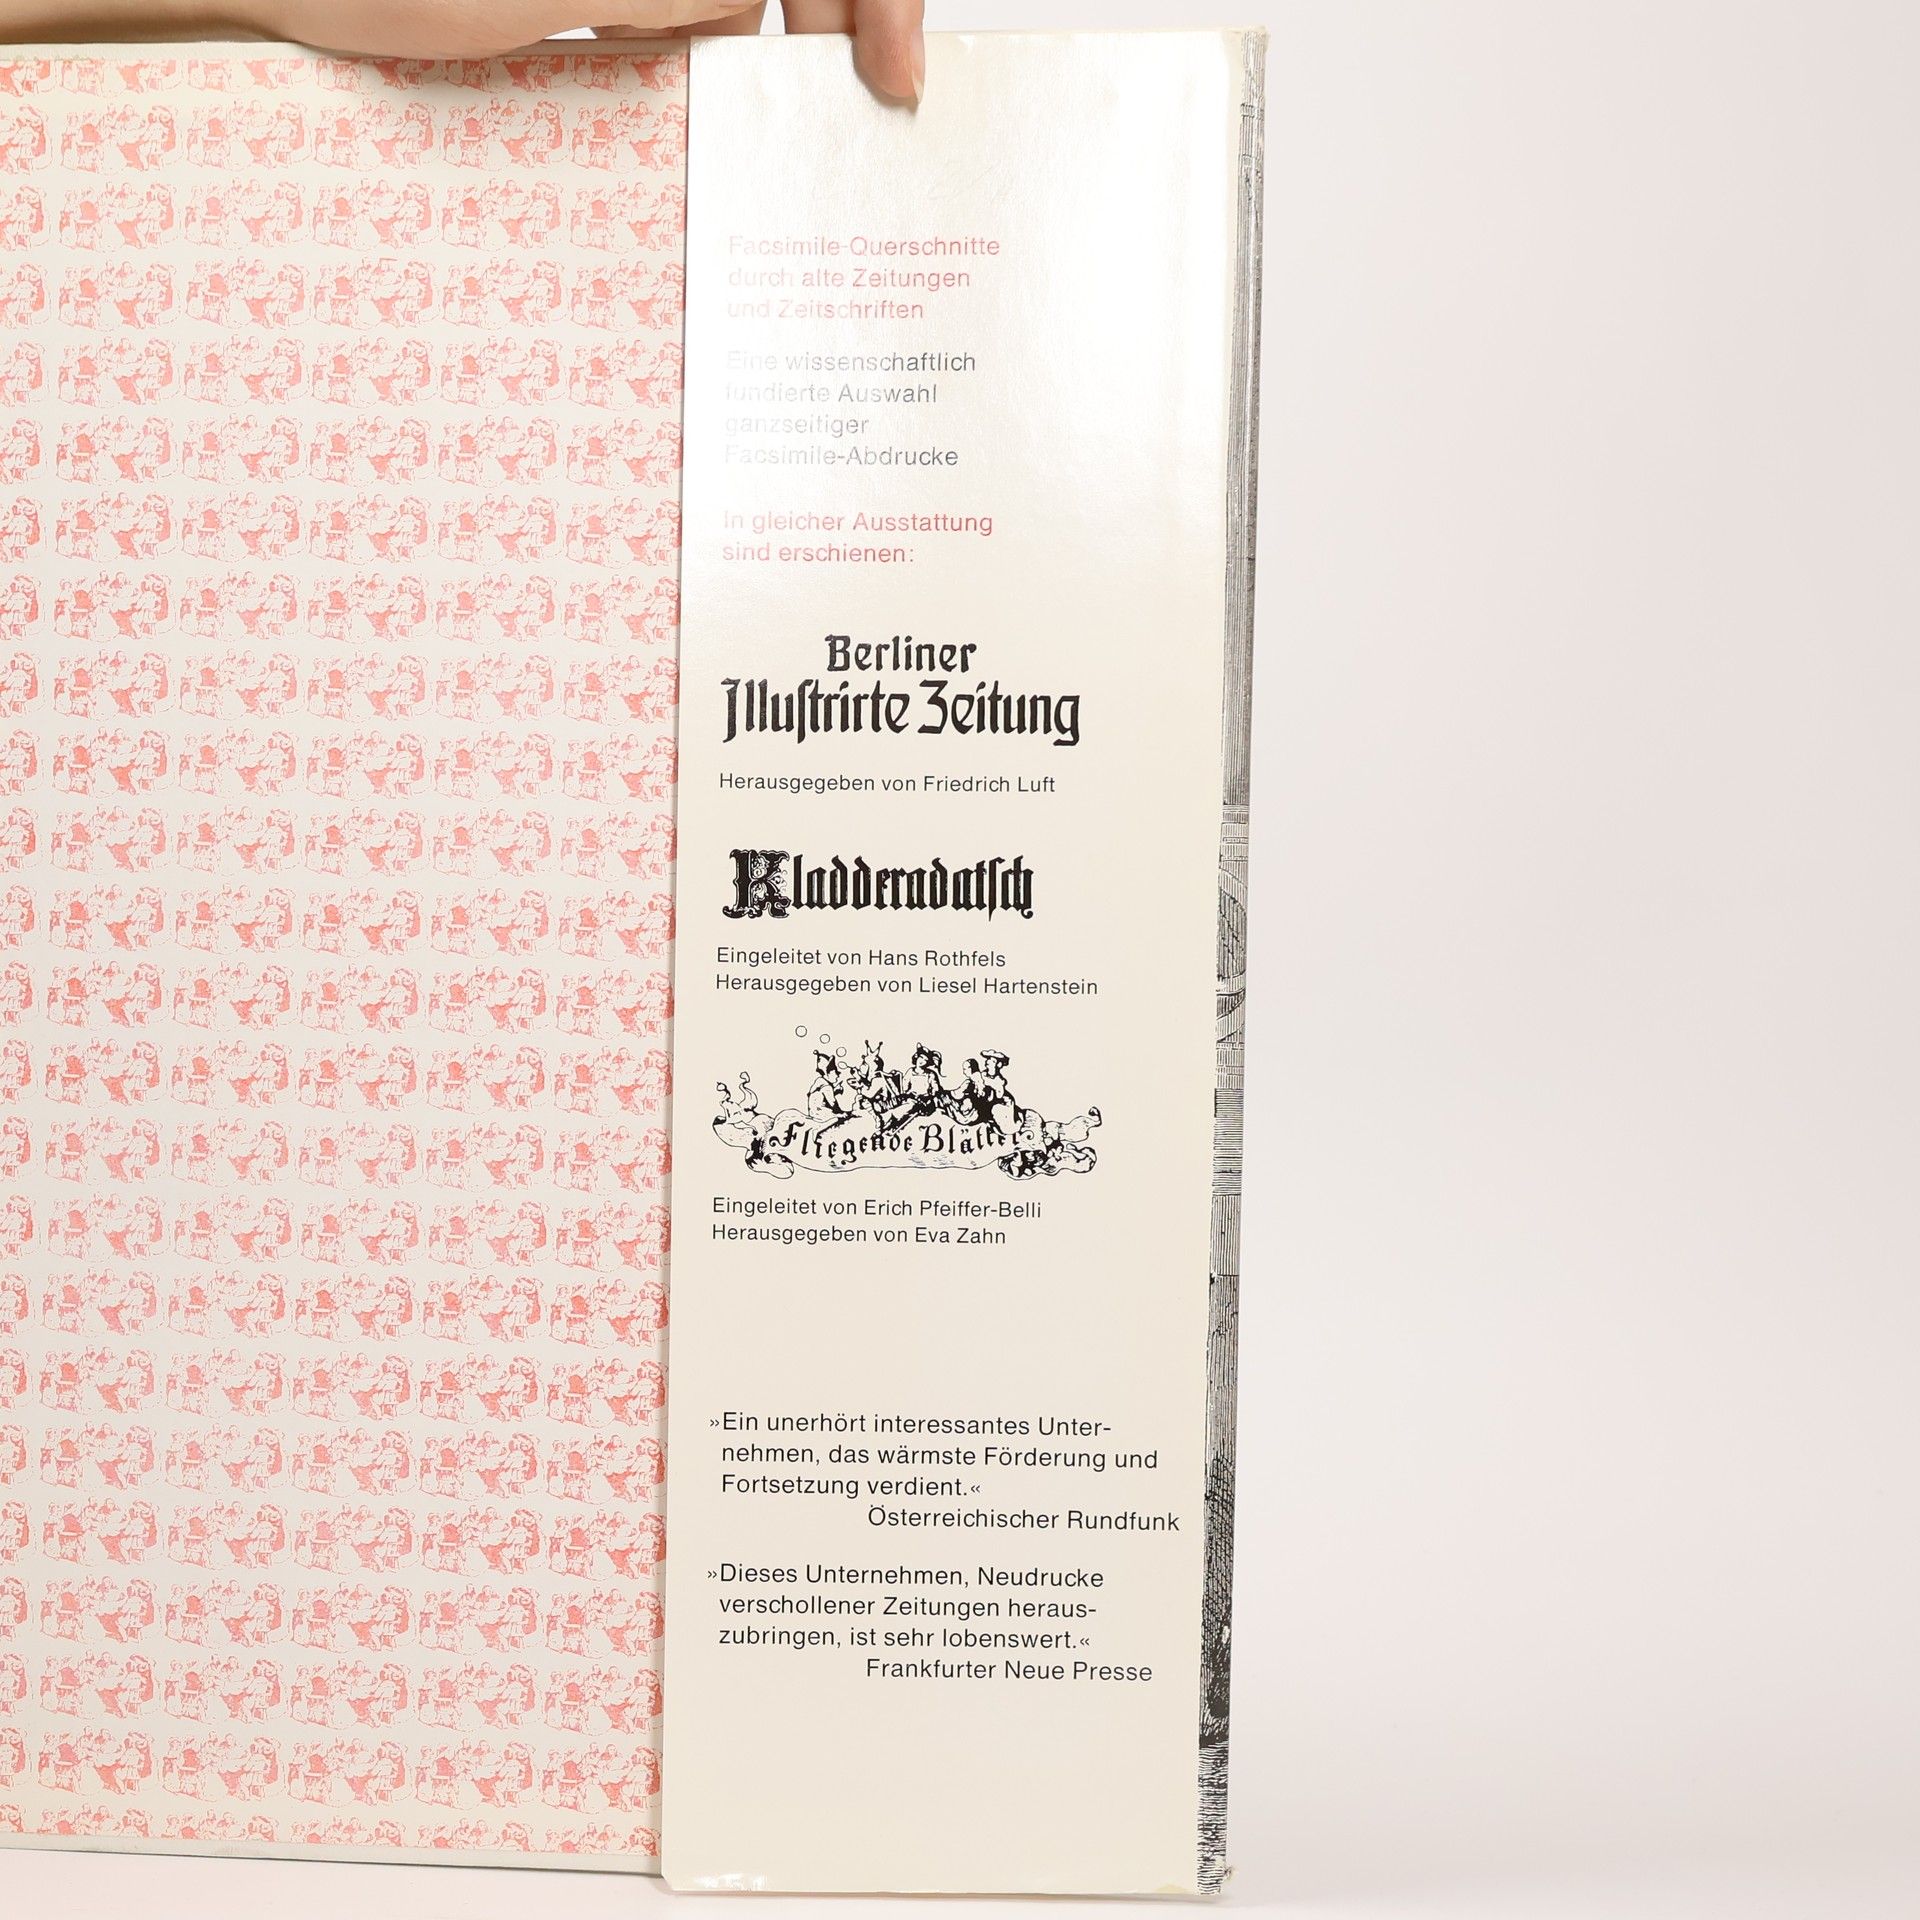 Facsimile-Querschnitte
durch alte Zeitungen
und Zeitschriften
Eine wissenschaftlich
fundierte Auswahl
ganzseitiger
Facsimile-Abdrucke
In gleicher Ausstattung
sind erschienen:
Berliner
Illuſtrirte Zeitung
Herausgegeben von Friedrich Luft
Kladderadatſch
Eingeleitet von Hans Rothfels
Herausgegeben von Liesel Hartenstein
Fliegende Blätter
Eingeleitet von Erich Pfeiffer-Belli
Herausgegeben von Eva Zahn
»Ein unerhört interessantes Unter-
nehmen, das wärmste Förderung und
Fortsetzung verdient.«
Österreichischer Rundfunk
»Dieses Unternehmen, Neudrucke
verschollener Zeitungen heraus-
zubringen, ist sehr lobenswert.«
Frankfurter Neue Presse